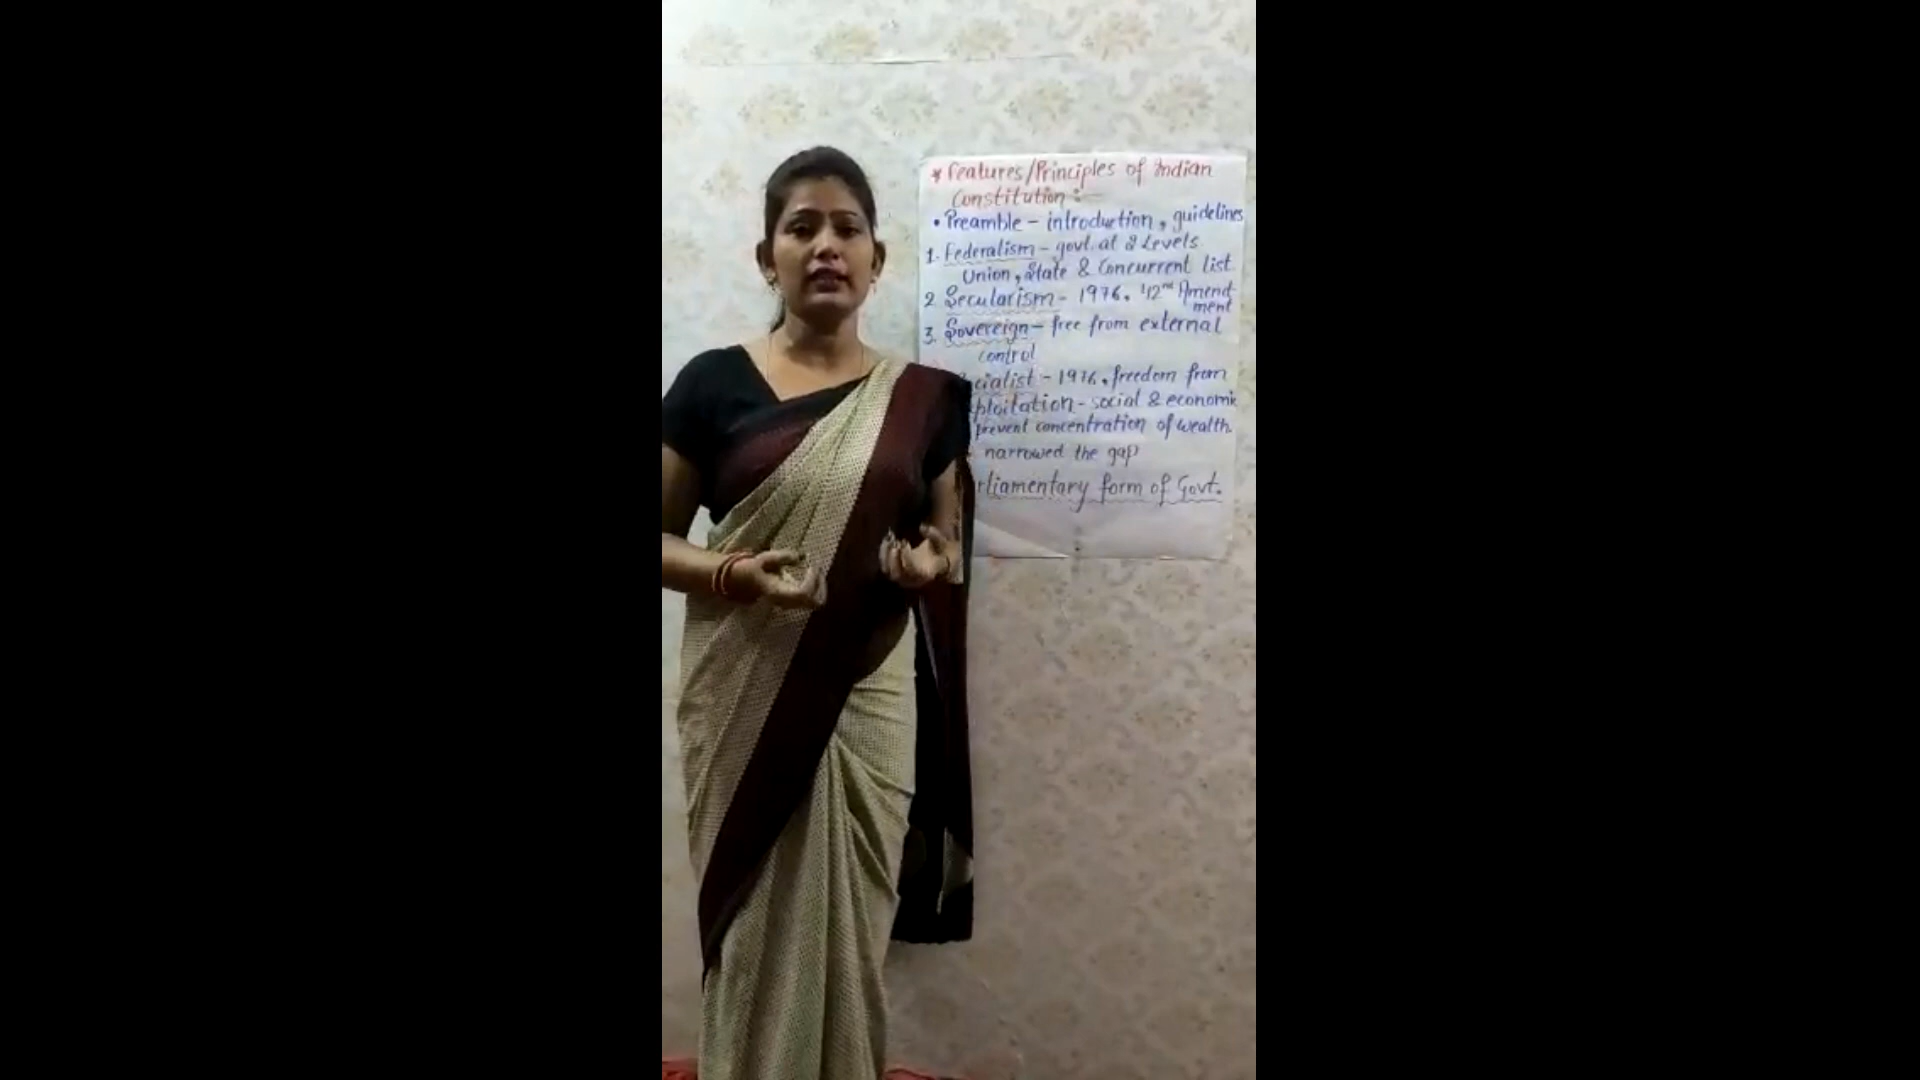 * Features/Principles of Indian
Constitution :-
• Preamble - introduction, guidelines
1. Federalism - govt. at 2 Levels
Union, State & Concurrent list
2 Secularism - 1976. 42nd Amend
ment
3. Sovereign - free from external
control
cialist - 1976, freedom from
ploitation - social & economic
prevent concentration of wealth
narrowed the gap
rliamentary form of Govt.